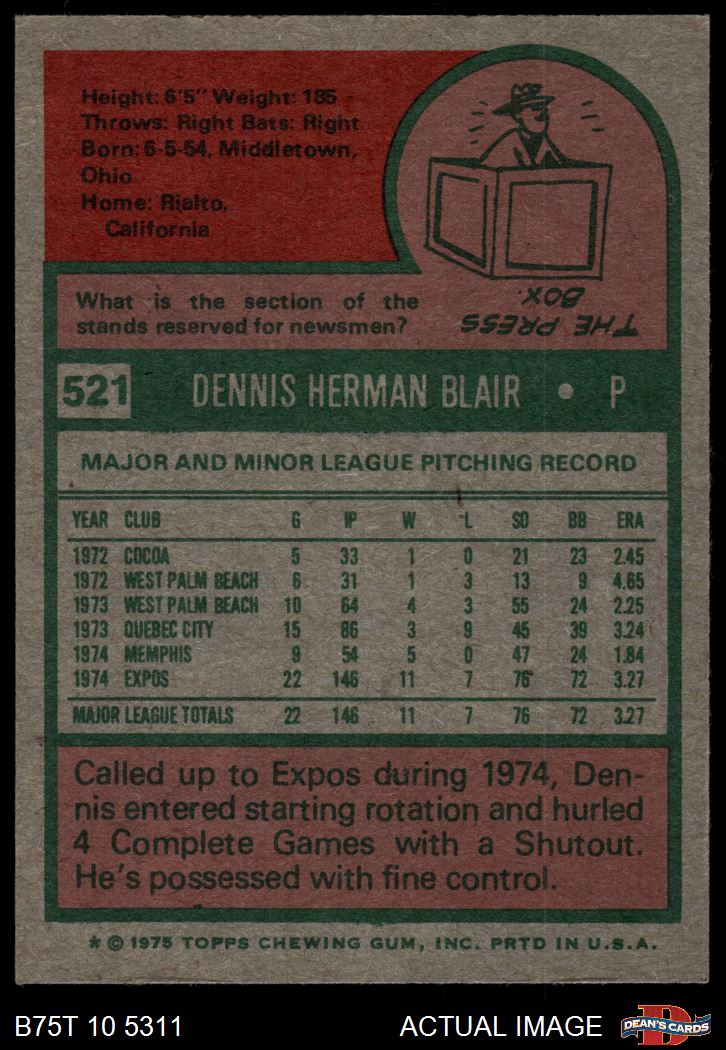 Height: 6'5" Weight: 185
Throws: Right Bats: Right
Born: 6-5-54, Middletown,
Ohio
Home: Rialto,
California
What is the section of the
stands reserved for newsmen?
THE PRESS
BOX
521 DENNIS HERMAN BLAIR • P
MAJOR AND MINOR LEAGUE PITCHING RECORD
YEAR CLUB G IP W L SO BB ERA
1972 COCOA 5 33 1 0 21 23 2.45
1972 WEST PALM BEACH 6 31 1 3 13 9 4.65
1973 WEST PALM BEACH 10 64 4 3 55 24 2.25
1973 QUEBEC CITY 15 86 3 9 45 39 3.24
1974 MEMPHIS 9 54 5 0 47 24 1.84
1974 EXPOS 22 146 11 7 76 72 3.27
MAJOR LEAGUE TOTALS 22 146 11 7 76 72 3.27
Called up to Expos during 1974, Den-
nis entered starting rotation and hurled
4 Complete Games with a Shutout.
He's possessed with fine control.
* © 1975 TOPPS CHEWING GUM, INC. PRTD IN U.S.A.
B75T 10 5311 ACTUAL IMAGE
D
DEAN'S CARDS